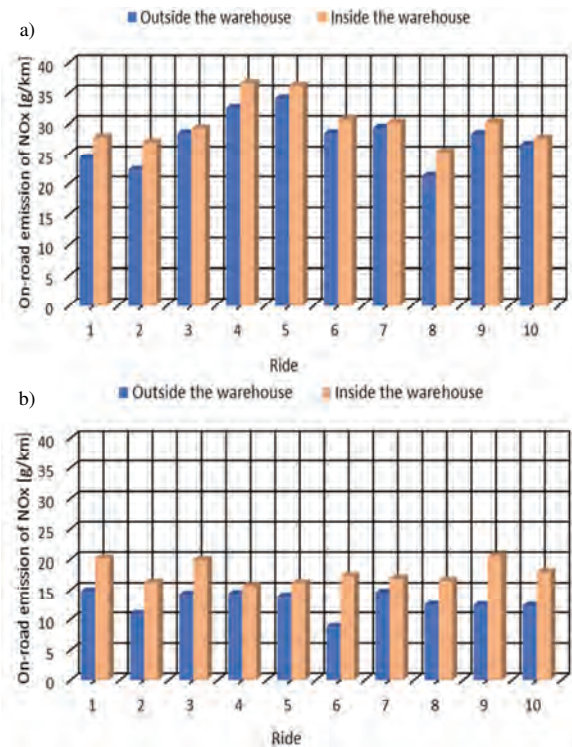 a)
Outside the warehouse Inside the warehouse
On-road emission of NOx [g/km]
40
35
30
25
20
15
10
5
0
1 2 3 4 5 6 7 8 9 10
Ride
b)
Outside the warehouse Inside the warehouse
On-road emission of NOx [g/km]
40
35
30
25
20
15
10
5
0
1 2 3 4 5 6 7 8 9 10
Ride